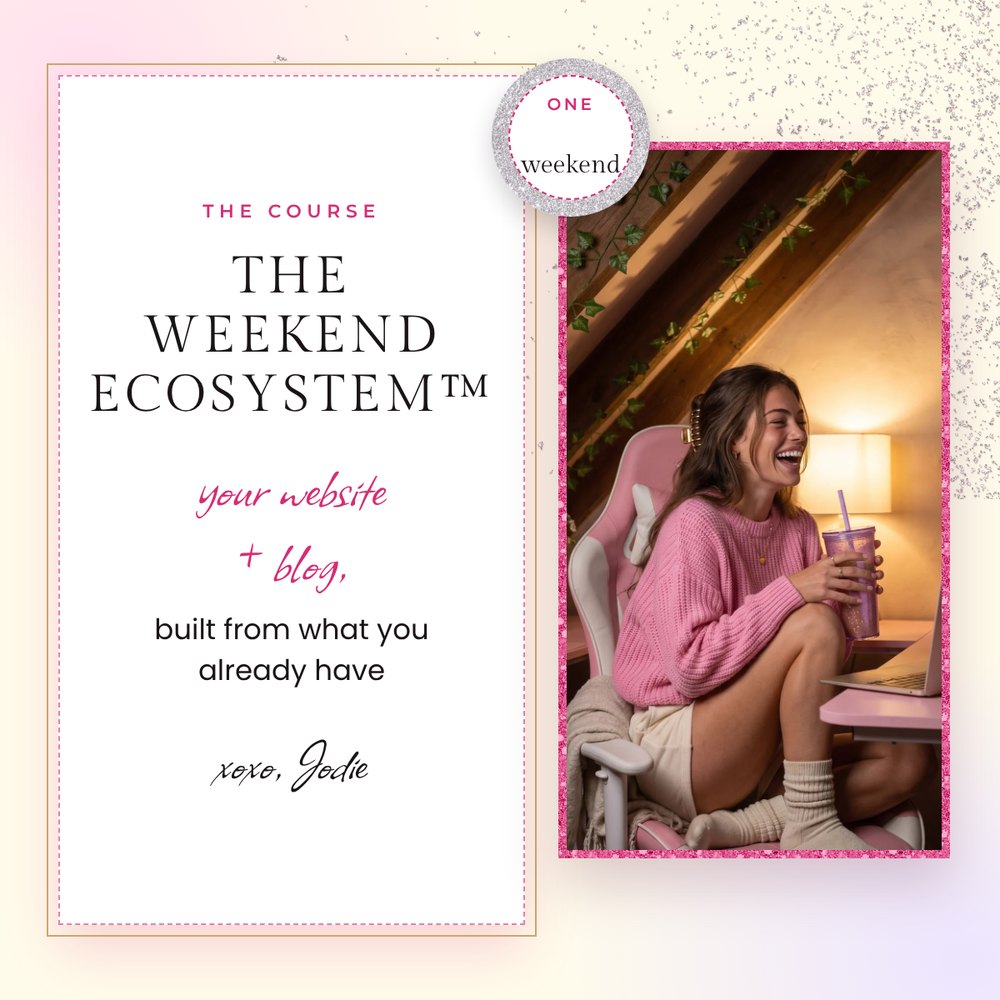 ONE
weekend
THE COURSE
THE
WEEKEND
ECOSYSTEM™
your website
+ blog,
built from what you
already have
xoxo, Jodie